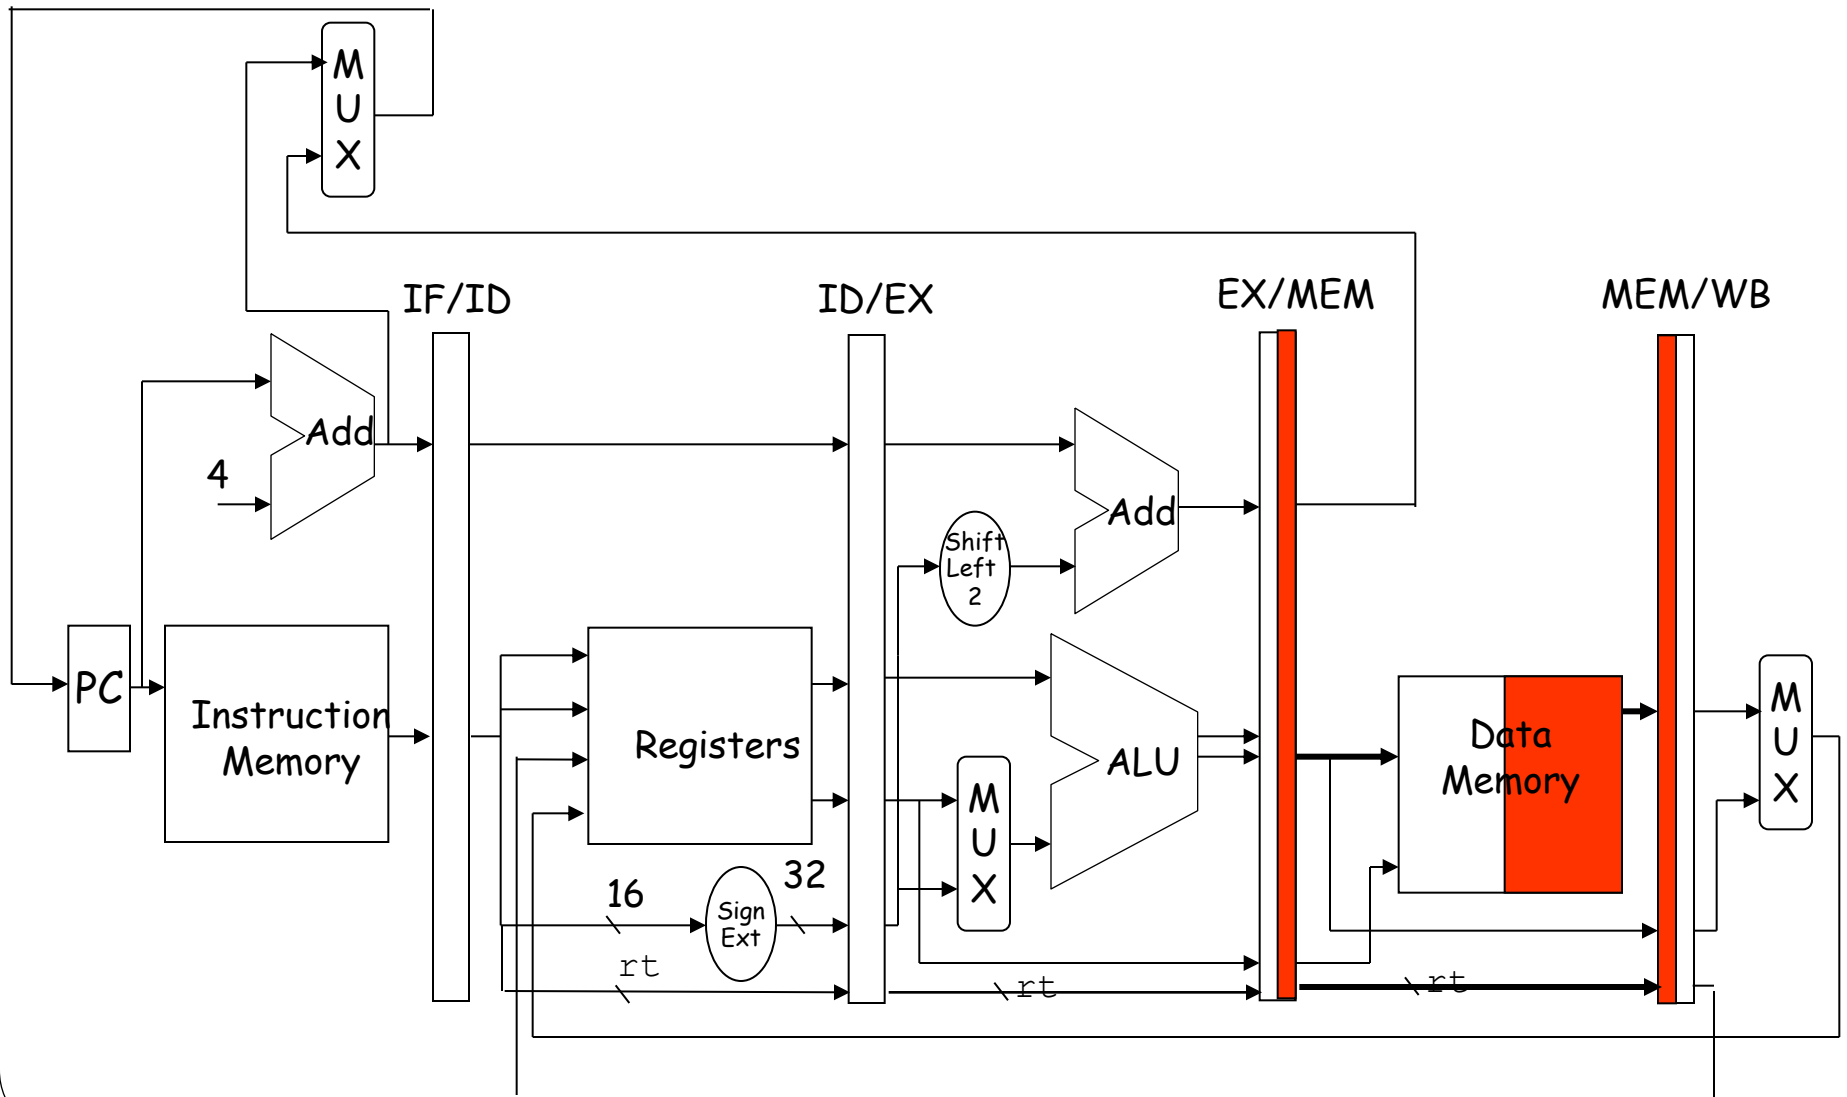 M
U
X
IF/ID
ID/EX
EX/MEM
MEM/WB
Add
4
Add
Shift
Left
2
PC
Instruction
Memory
Registers
ALU
Data
Memory
M
U
X
M
U
X
16
32
Sign
Ext
rt
rt
rt